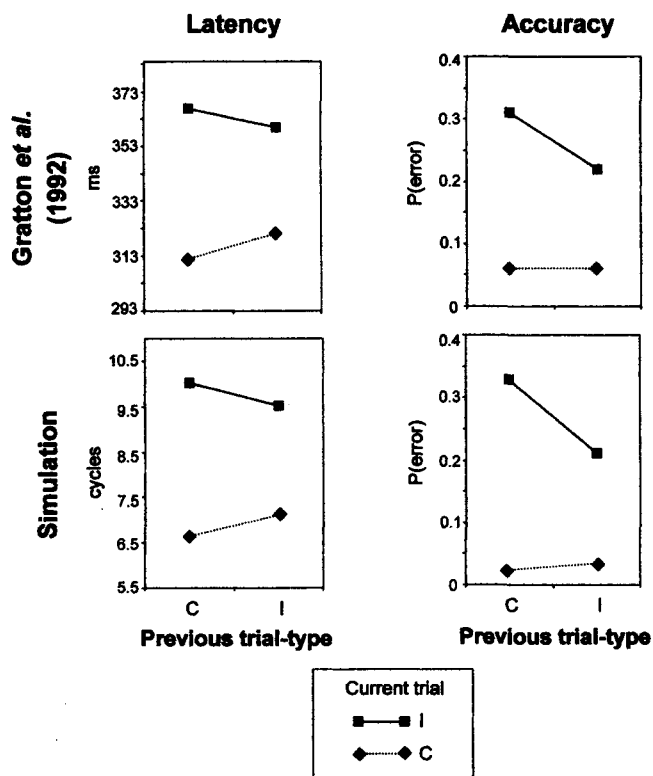 Latency
Accuracy
Gratton et al.
(1992)
ms
373
353
333
313
293
P(error)
0.4
0.3
0.2
0.1
0
Simulation
cycles
10.5
9.5
8.5
7.5
6.5
5.5
C I
Previous trial-type
P(error)
0.4
0.3
0.2
0.1
0
C I
Previous trial-type
Current trial
I
C